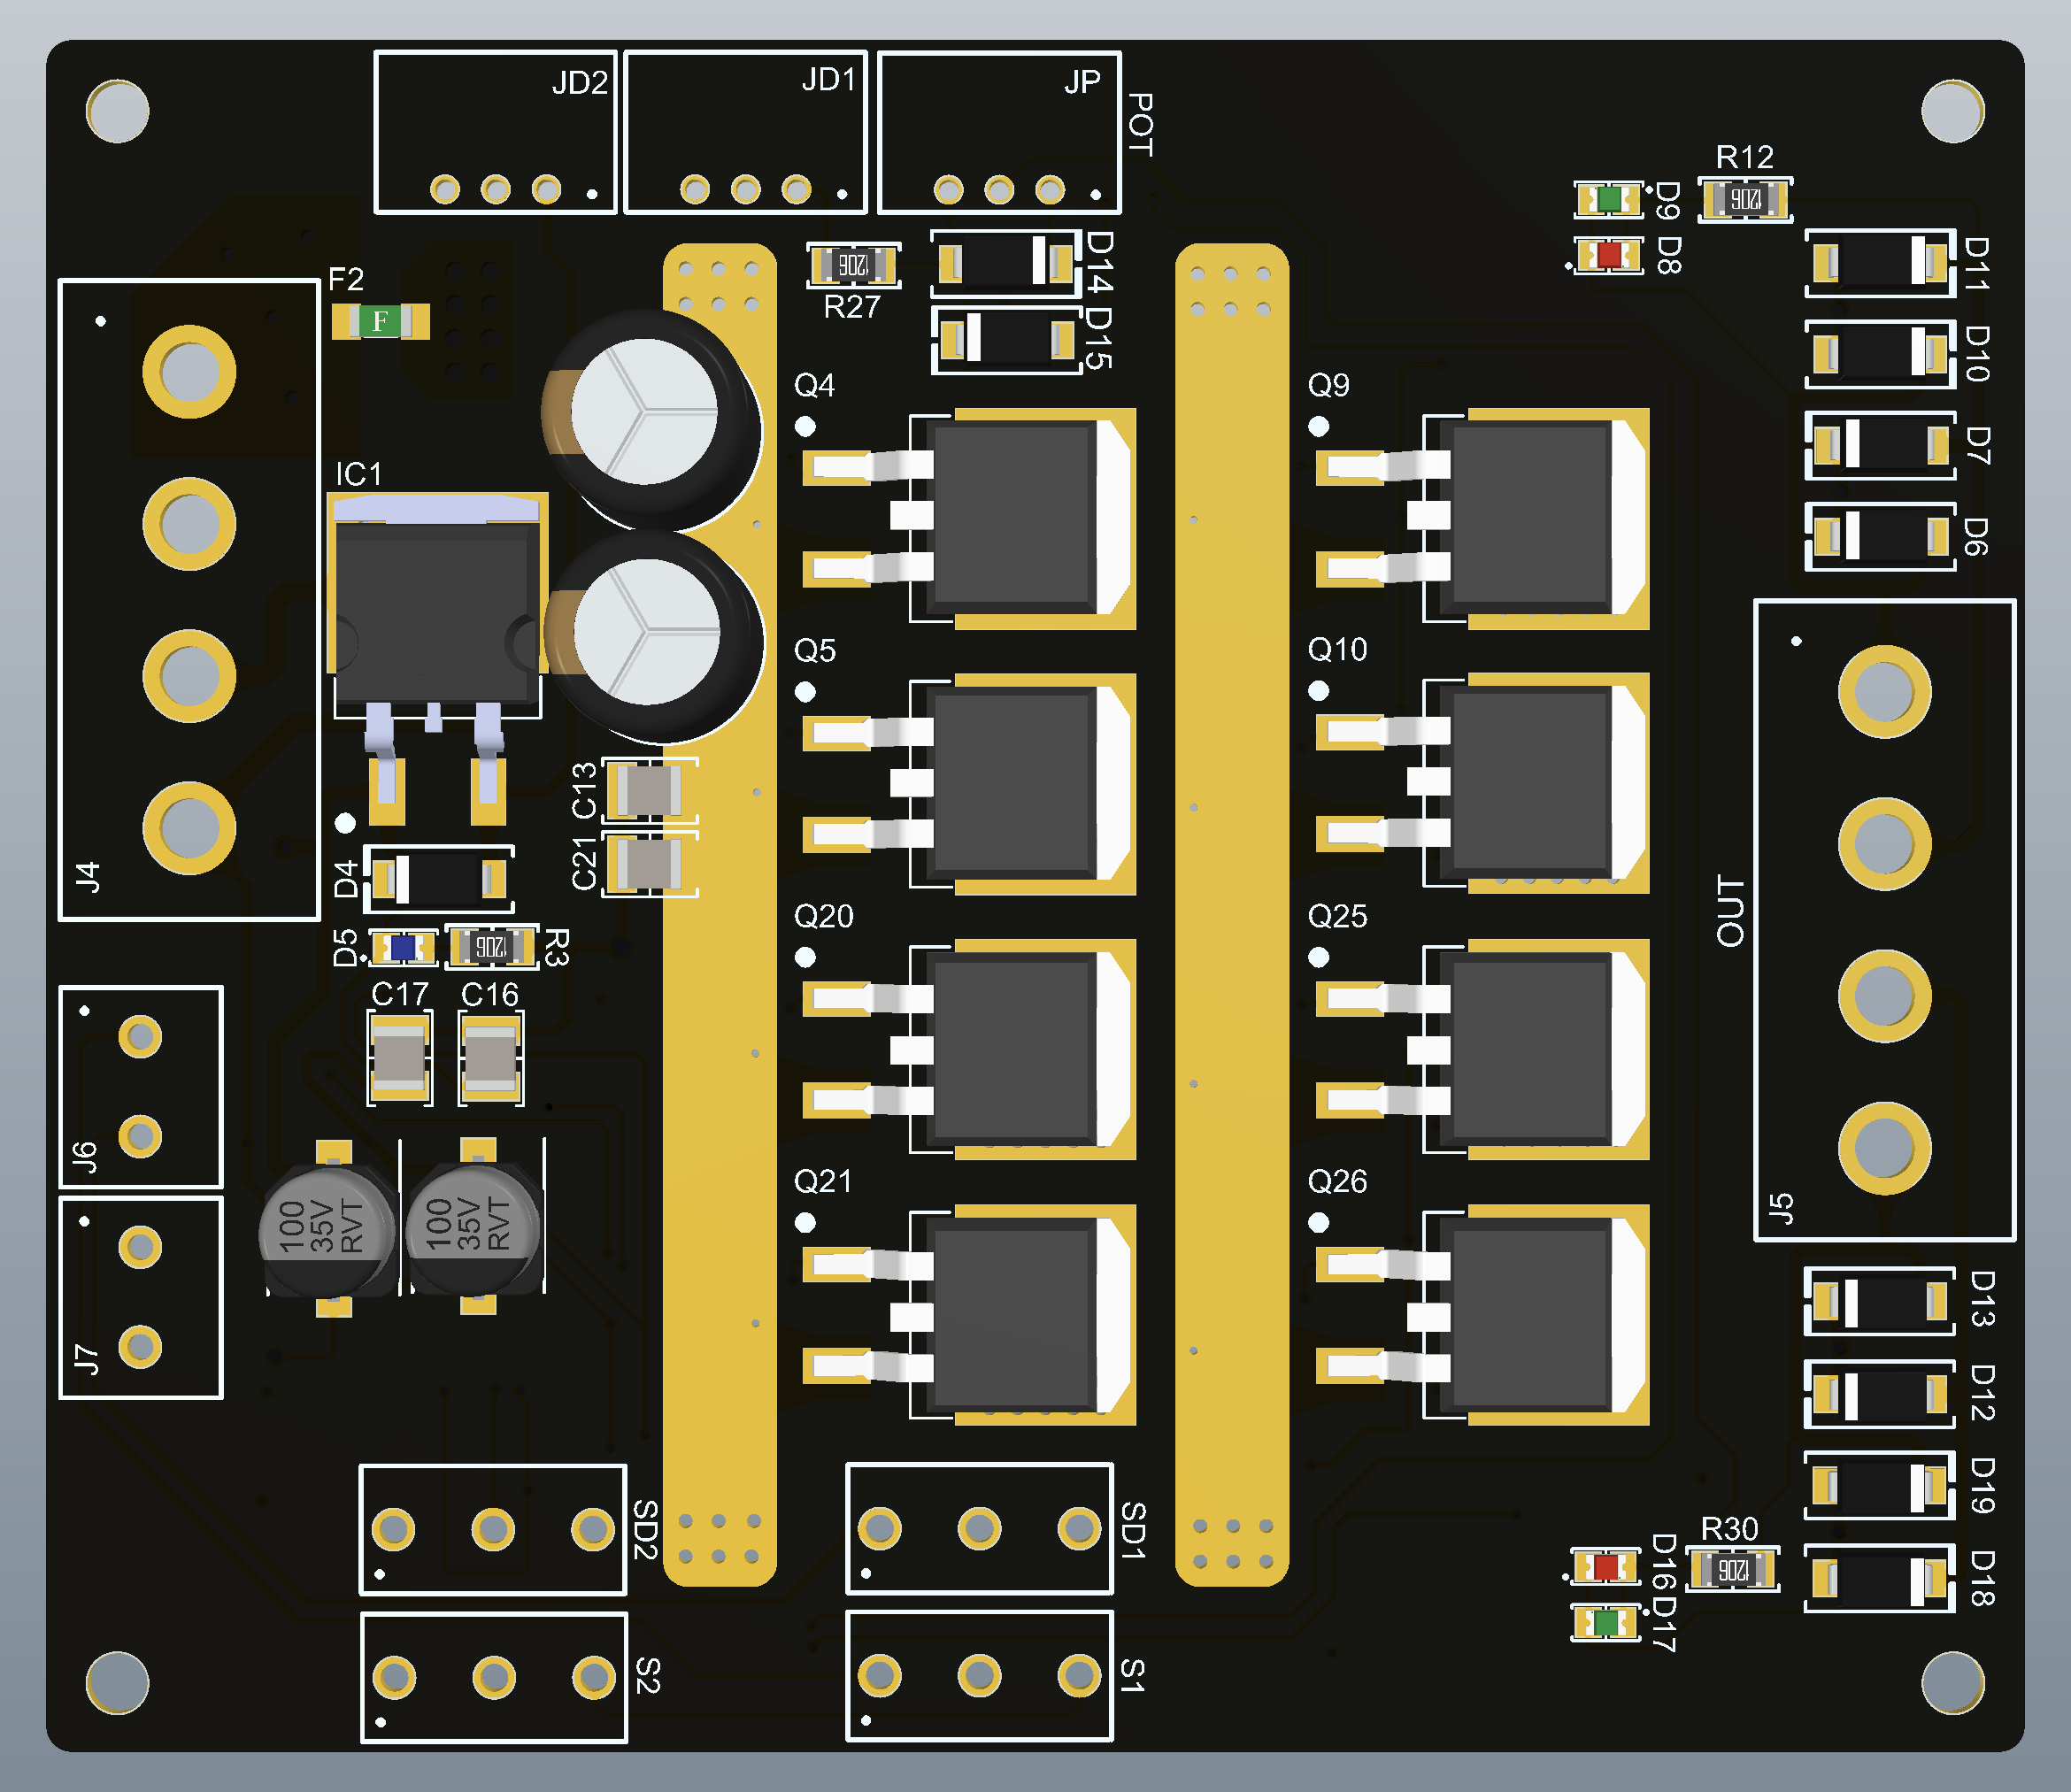 JD2
JD1
JP
POT
D9
R12
1206
D8
D11
F2
F
1206
R27
D14
D15
D10
Q4
Q9
D7
IC1
D6
Q5
Q10
C13
J4
D4
C21
OUT
Q20
Q25
D5
1206
R3
C17
C16
J6
Q21
Q26
J5
100
35V
RVT
100
35V
RVT
D13
J7
D12
SD2
SD1
D19
R30
D16
1206
D18
D17
S2
S1